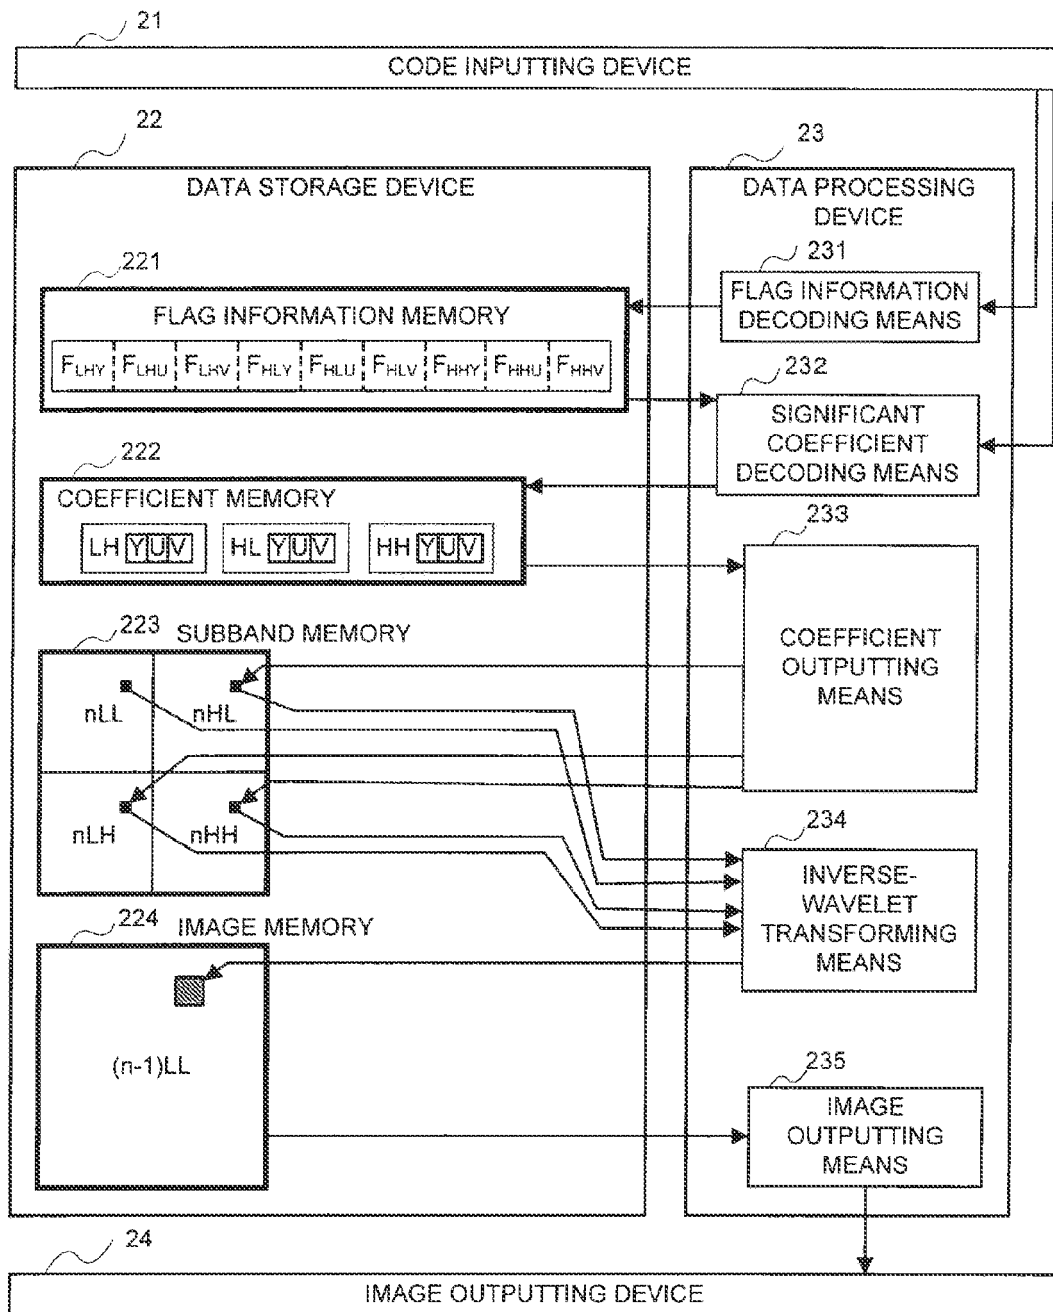 21
CODE INPUTTING DEVICE
22
DATA STORAGE DEVICE
23
DATA PROCESSING
DEVICE
221
FLAG INFORMATION MEMORY
FLHY FLHU FLHV FHLY FHLU FHLV FHHY FHHU FHHV
231
FLAG INFORMATION
DECODING MEANS
232
SIGNIFICANT
COEFFICIENT
DECODING MEANS
222
COEFFICIENT MEMORY
LH Y U V HL Y U V HH Y U V
233
COEFFICIENT
OUTPUTTING
MEANS
223
SUBBAND MEMORY
nLL nHL
nLH nHH
234
INVERSE-
WAVELET
TRANSFORMING
MEANS
224
IMAGE MEMORY
(n-1)LL
235
IMAGE
OUTPUTTING
MEANS
24
IMAGE OUTPUTTING DEVICE